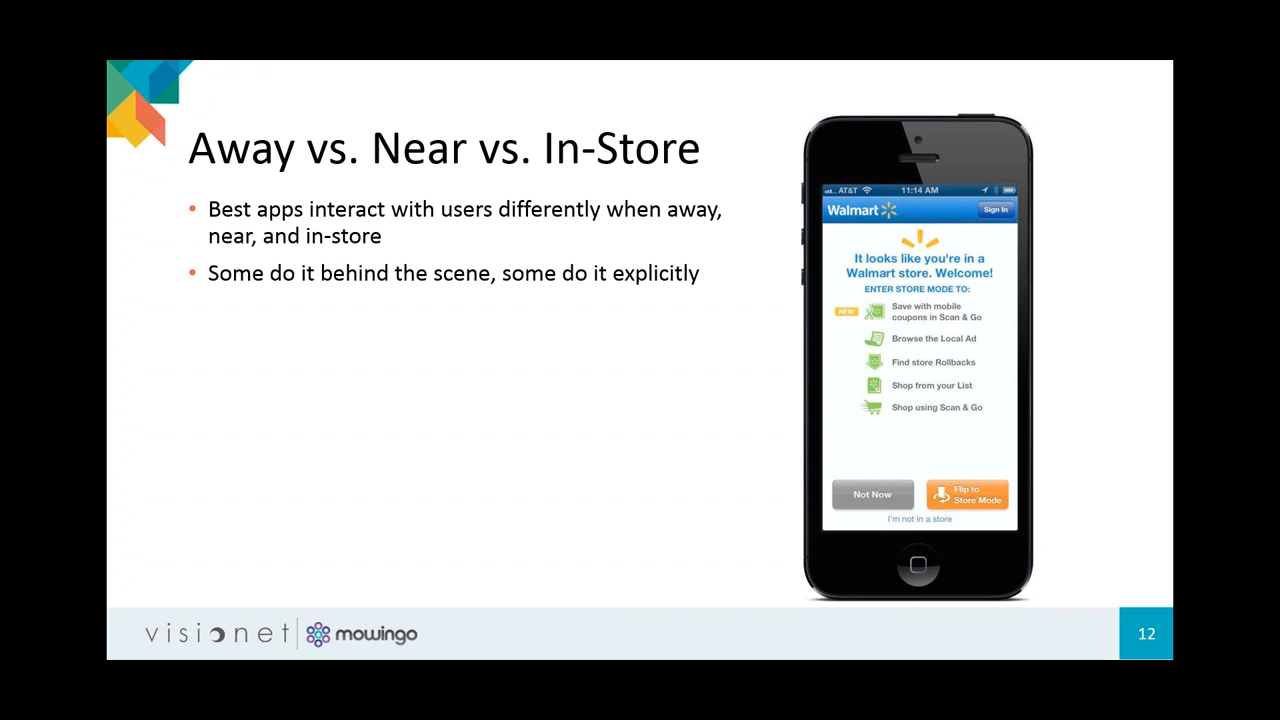 Away vs. Near vs. In-Store
• Best apps interact with users differently when away,
near, and in-store
• Some do it behind the scene, some do it explicitly
AT&T 11:14 AM
Walmart Sign In
It looks like you're in a
Walmart store. Welcome!
ENTER STORE MODE TO:
NEW Save with mobile
coupons in Scan & Go
Browse the Local Ad
Find store Rollbacks
Shop from your List
Shop using Scan & Go
Not Now
Flip to
Store Mode
I'm not in a store
visionet mowingo
12